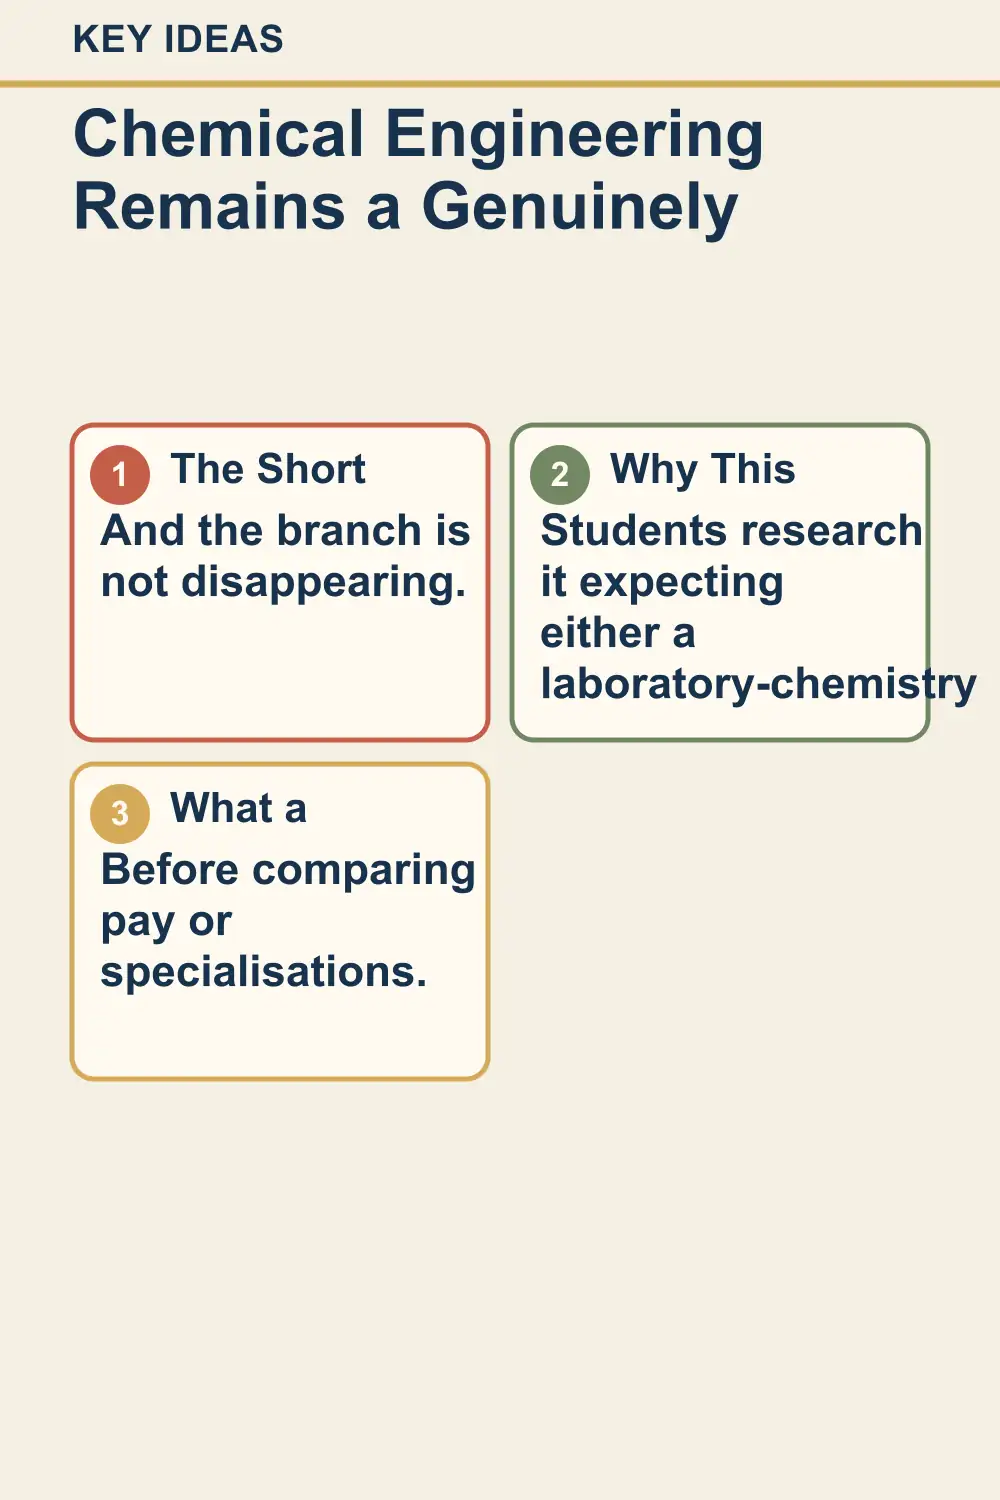 KEY IDEAS
Chemical Engineering
Remains a Genuinely
1 The Short
And the branch is
not disappearing.
2 Why This
Students research
it expecting
either a
laboratory-chemistry
3 What a
Before comparing
pay or
specialisations.